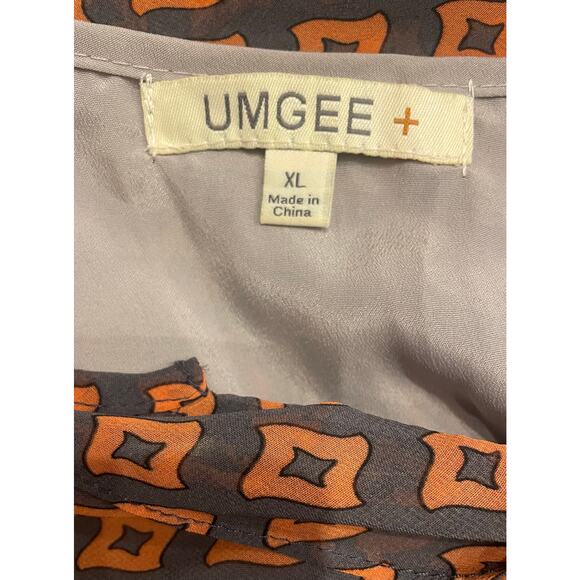 UMGEE +
XL
Made in
China